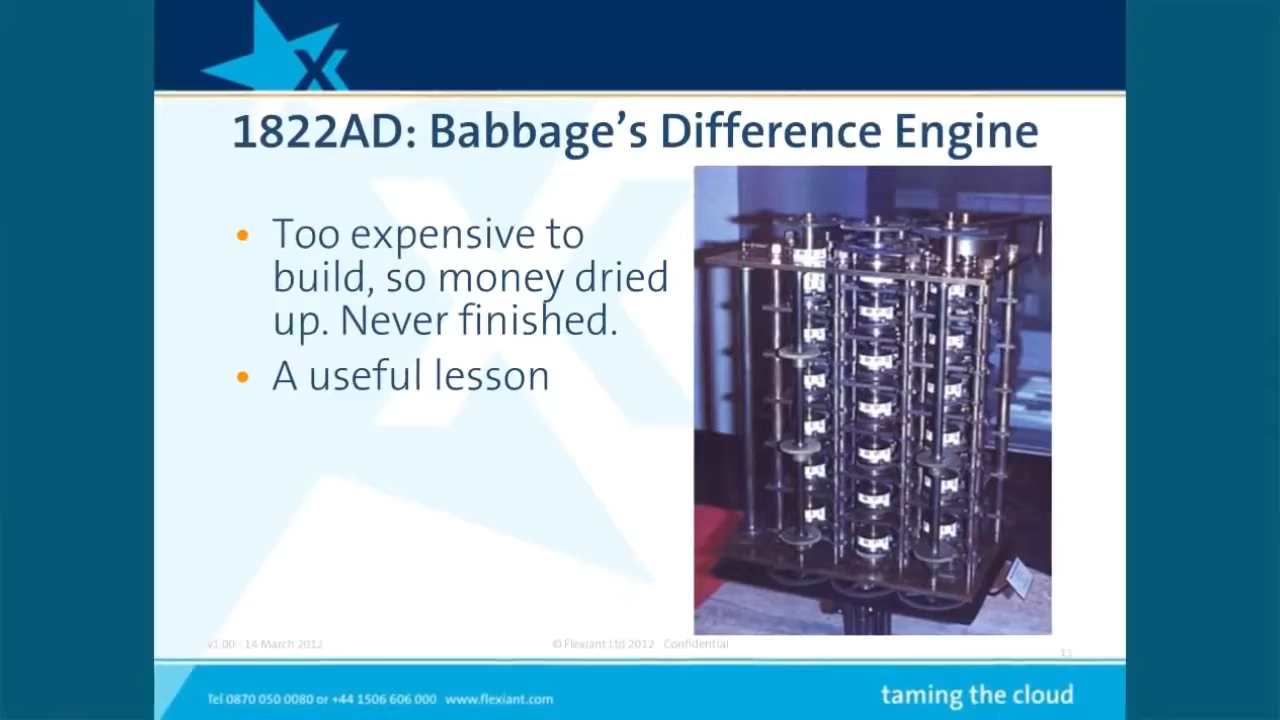 1822AD: Babbage's Difference Engine
• Too expensive to
build, so money dried
up. Never finished.
• A useful lesson
v1.00 - 14 March 2012
© Flexiant Ltd 2012 Confidential
Tel 0870 050 0080 or +44 1506 606 000 www.flexiant.com
taming the cloud